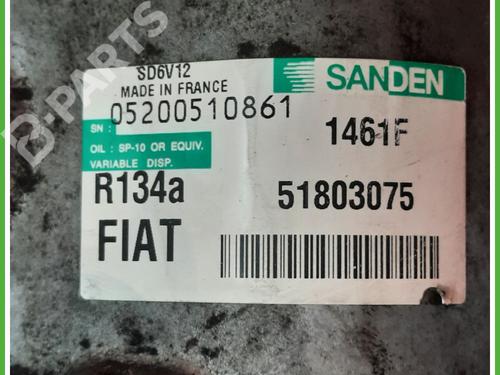 B-PARTS
SD6V12
MADE IN FRANCE
SANDEN
SN : 05200510861
1461F
OIL : SP-10 OR EQUIV.
VARIABLE DISP.
R134a
51803075
FIAT